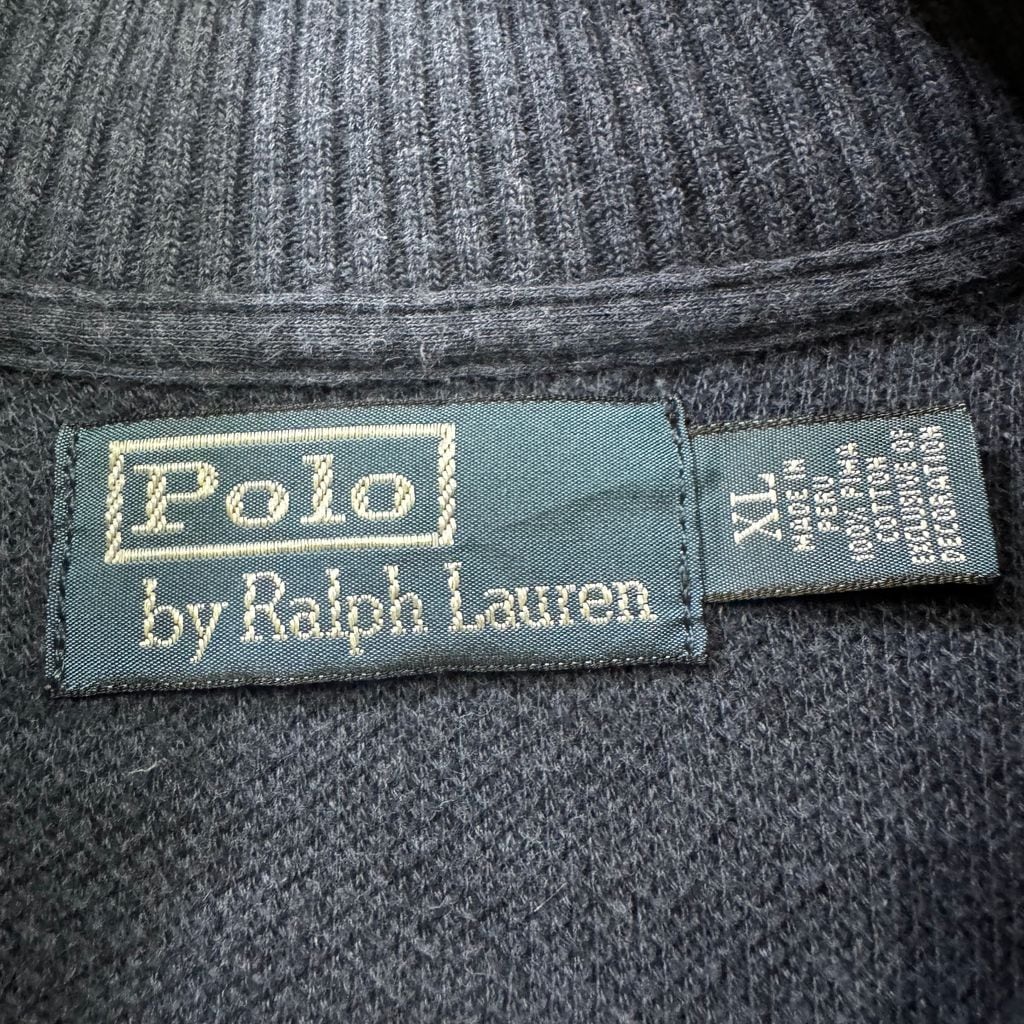 Polo
by Ralph Lauren
XL
MADE IN
PERU
100% PIMA
COTTON
EXCLUSIVE OF
DECORATION